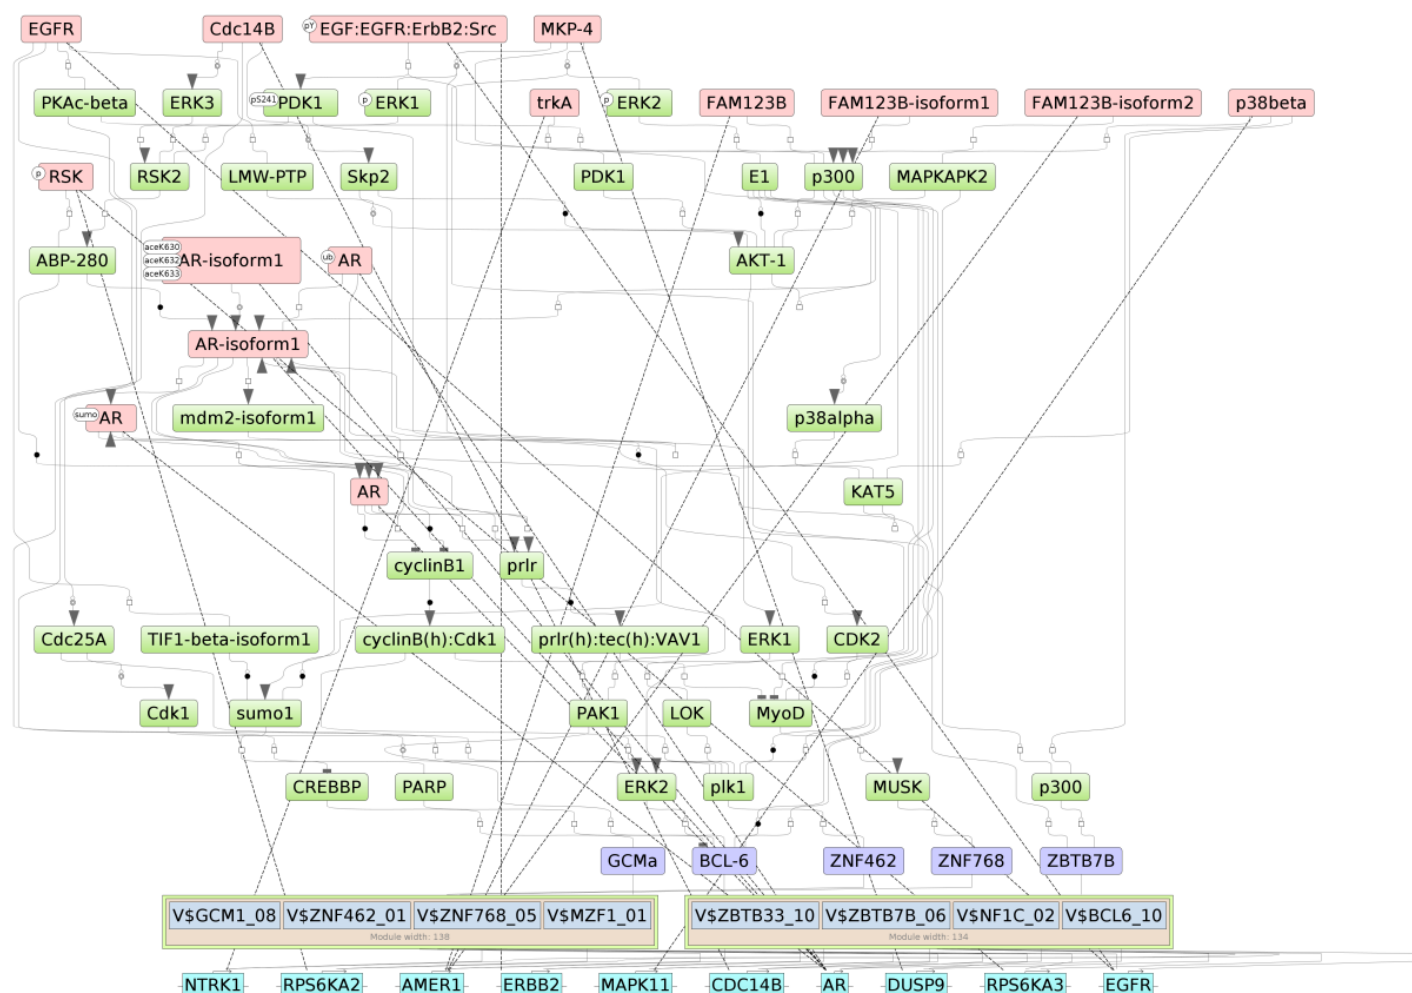 EGFR
Cdc14B
pY
EGF:EGFR:ErbB2:Src
MKP-4
PKAc-beta
ERK3
pS241
PDK1
p
ERK1
trkA
p
ERK2
FAM123B
FAM123B-isoform1
FAM123B-isoform2
p38beta
p
RSK
RSK2
LMW-PTP
Skp2
PDK1
E1
p300
MAPKAPK2
ABP-280
aceK630
aceK632
aceK633
AR-isoform1
ub
AR
AKT-1
AR-isoform1
sumo
AR
mdm2-isoform1
p38alpha
AR
KAT5
cyclinB1
prlr
Cdc25A
TIF1-beta-isoform1
cyclinB(h):Cdk1
prlr(h):tec(h):VAV1
ERK1
CDK2
Cdk1
sumo1
PAK1
LOK
MyoD
CREBBP
PARP
ERK2
plk1
MUSK
p300
GCMa
BCL-6
ZNF462
ZNF768
ZBTB7B
V$GCM1_08
V$ZNF462_01
V$ZNF768_05
V$MZF1_01
Module width: 138
V$ZBTB33_10
V$ZBTB7B_06
V$NF1C_02
V$BCL6_10
Module width: 134
NTRK1
RPS6KA2
AMER1
ERBB2
MAPK11
CDC14B
AR
DUSP9
RPS6KA3
EGFR